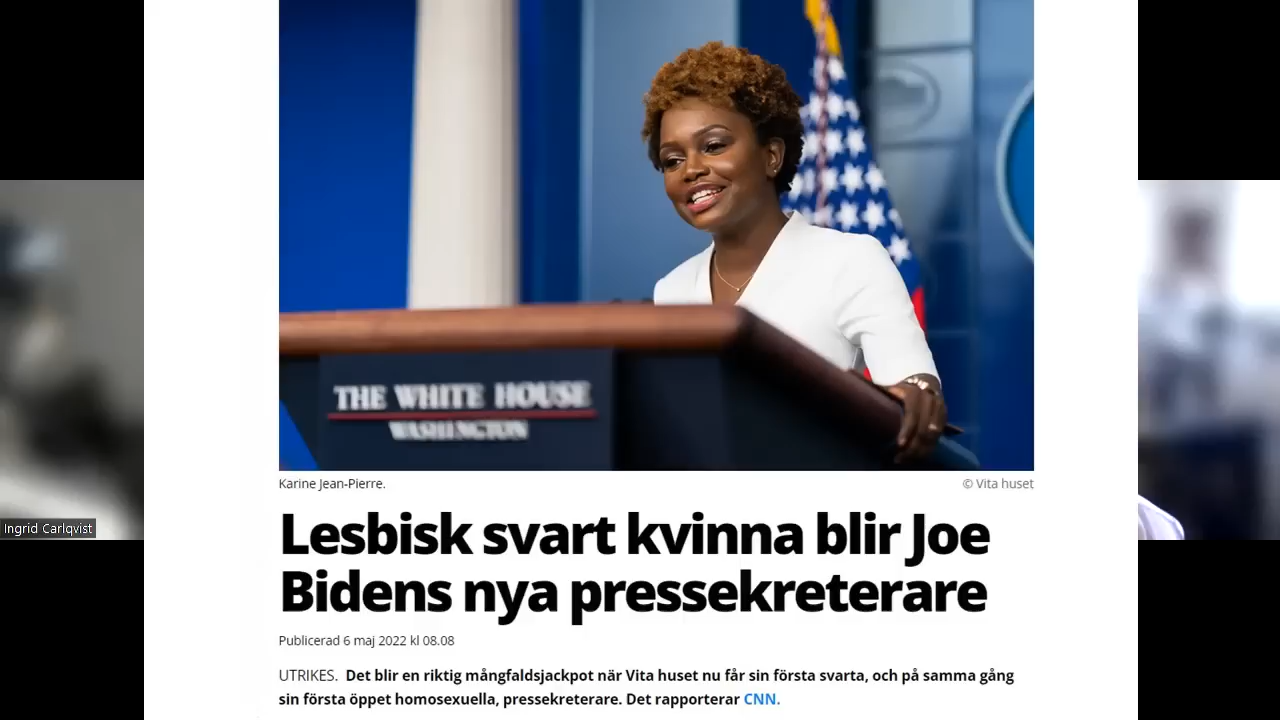 THE WHITE HOUSE
WASHINGTON
Karine Jean-Pierre.
© Vita huset
Lesbisk svart kvinna blir Joe
Bidens nya pressekreterare
Publicerad 6 maj 2022 kl 08.08
UTRIKES. Det blir en riktig mångfaldsjackpot när Vita huset nu får sin första svarta, och på samma gång
sin första öppet homosexuella, pressekreterare. Det rapporterar CNN.
Ingrid Carlqvist